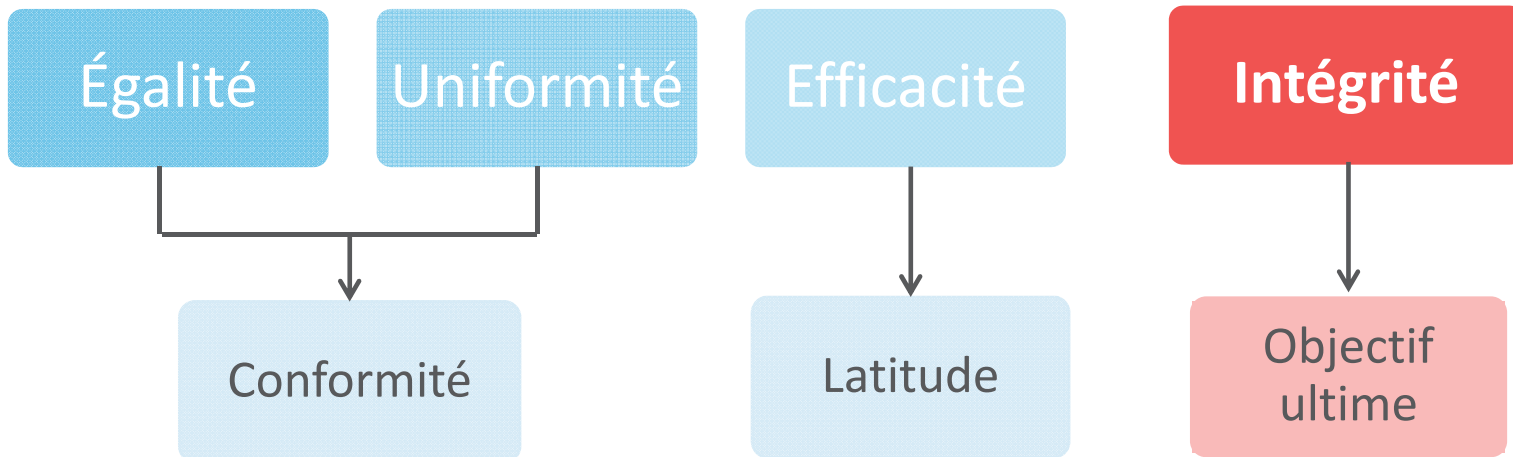 Égalité
Uniformité
Efficacité
Intégrité
Conformité
Latitude
Objectif
ultime